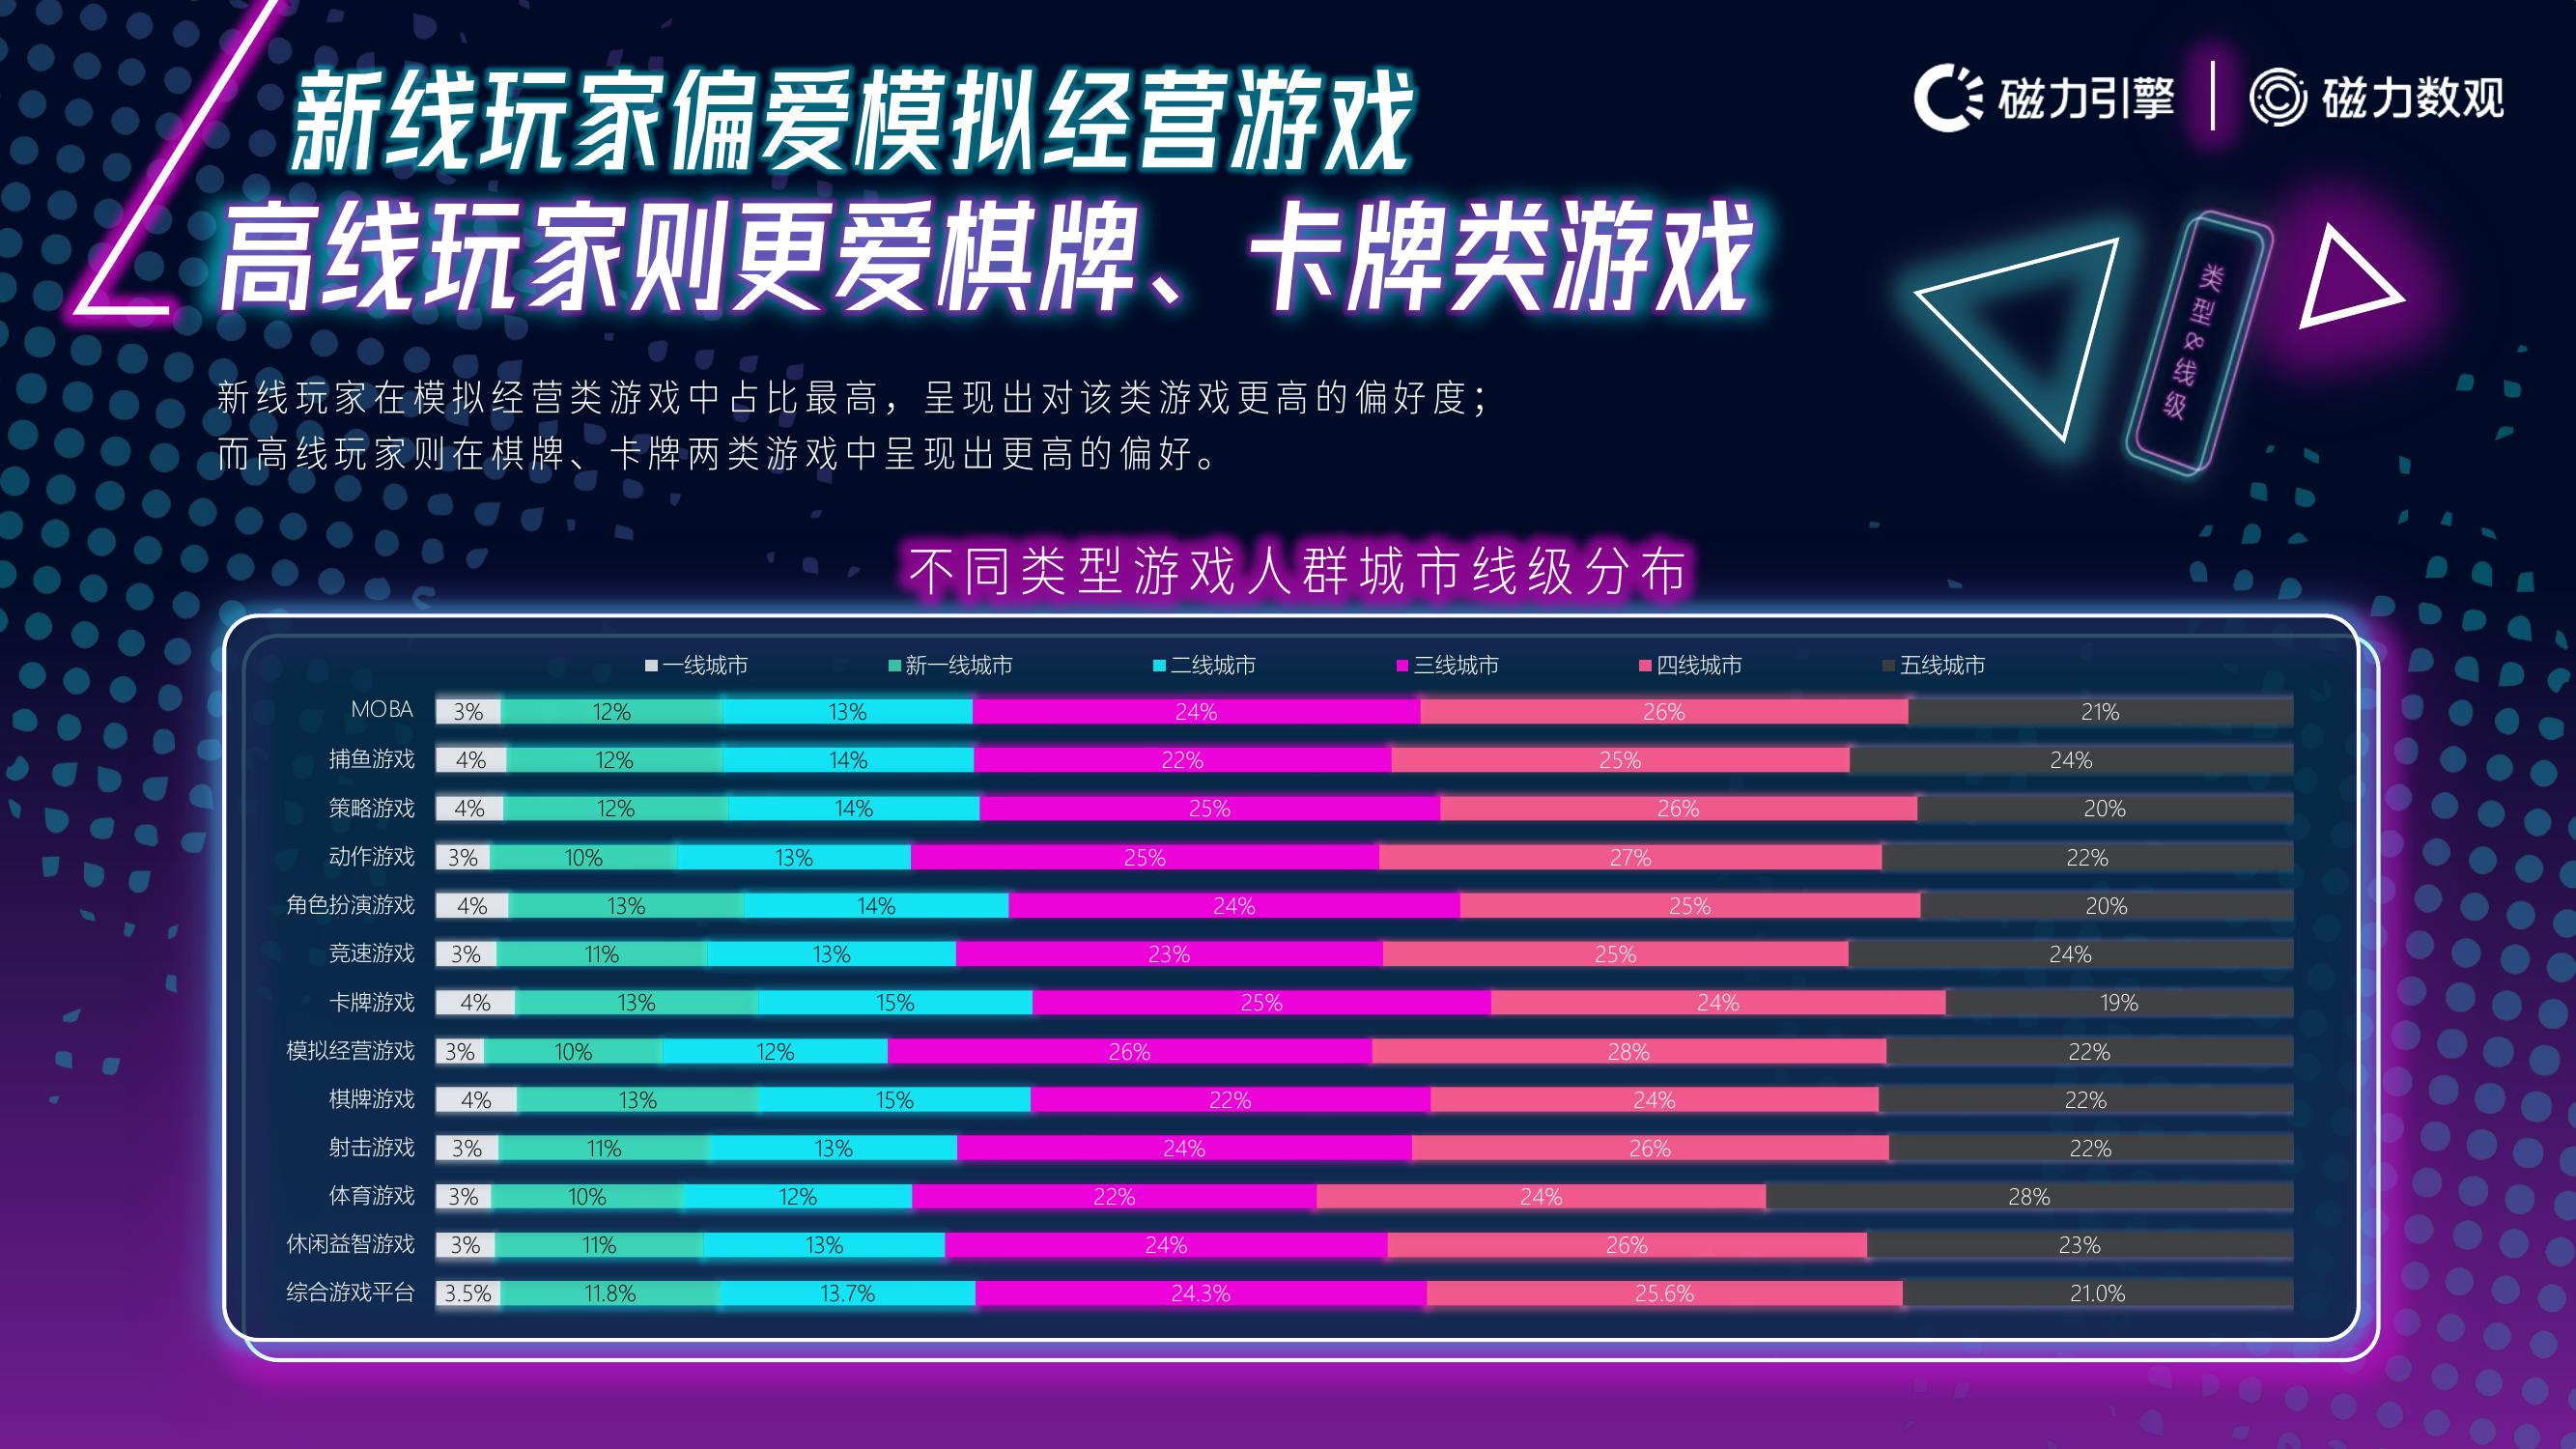 新线玩家偏爱模拟经营游戏
高线玩家则更爱棋牌、卡牌类游戏
磁力引擎 磁力数观
类型&线级
新线玩家在模拟经营类游戏中占比最高，呈现出对该类游戏更高的偏好度；
而高线玩家则在棋牌、卡牌两类游戏中呈现出更高的偏好。
不同类型游戏人群城市线级分布
一线城市 新一线城市 二线城市 三线城市 四线城市 五线城市
MOBA 3% 12% 13% 24% 26% 21%
捕鱼游戏 4% 12% 14% 22% 25% 24%
策略游戏 4% 12% 14% 25% 26% 20%
动作游戏 3% 10% 13% 25% 27% 22%
角色扮演游戏 4% 13% 14% 24% 25% 20%
竞速游戏 3% 11% 13% 23% 25% 24%
卡牌游戏 4% 13% 15% 25% 24% 19%
模拟经营游戏 3% 10% 12% 26% 28% 22%
棋牌游戏 4% 13% 15% 22% 24% 22%
射击游戏 3% 11% 13% 24% 26% 22%
体育游戏 3% 10% 12% 22% 24% 28%
休闲益智游戏 3% 11% 13% 24% 26% 23%
综合游戏平台 3.5% 11.8% 13.7% 24.3% 25.6% 21.0%